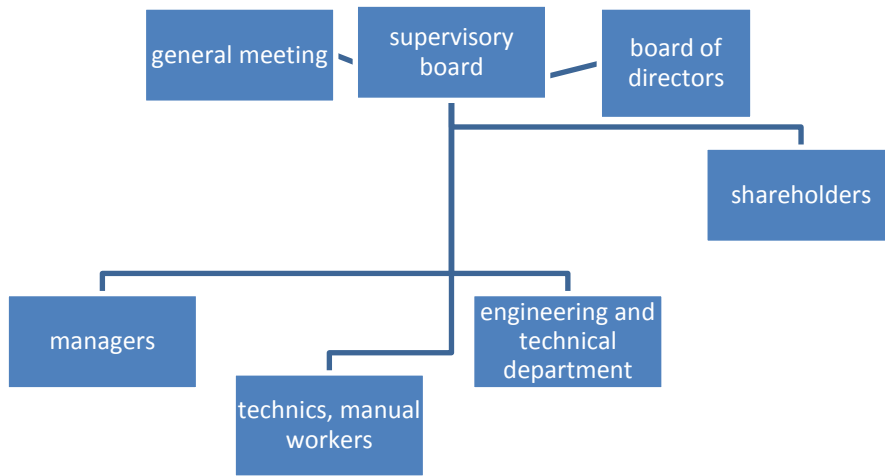 general meeting
supervisory
board
board of
directors
shareholders
managers
engineering and
technical
department
technics, manual
workers